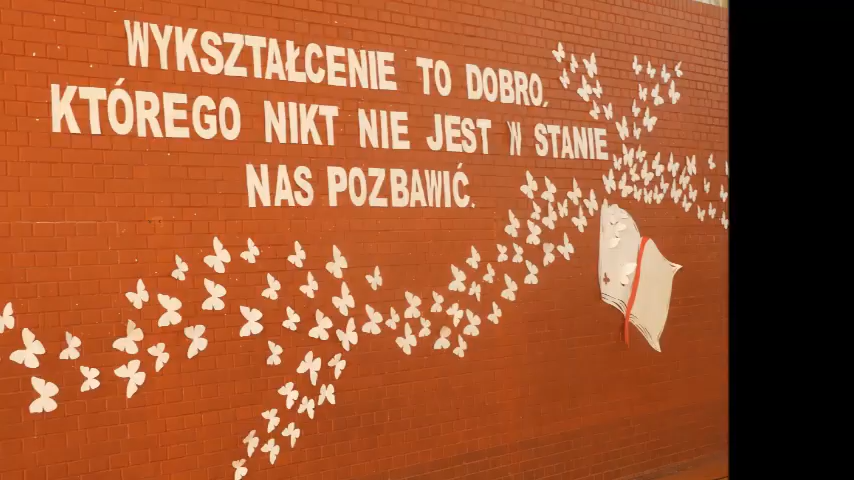 WYKSZTAŁCENIE TO DOBRO,
KTÓREGO NIKT NIE JEST W STANIE
NAS POZBAWIĆ.